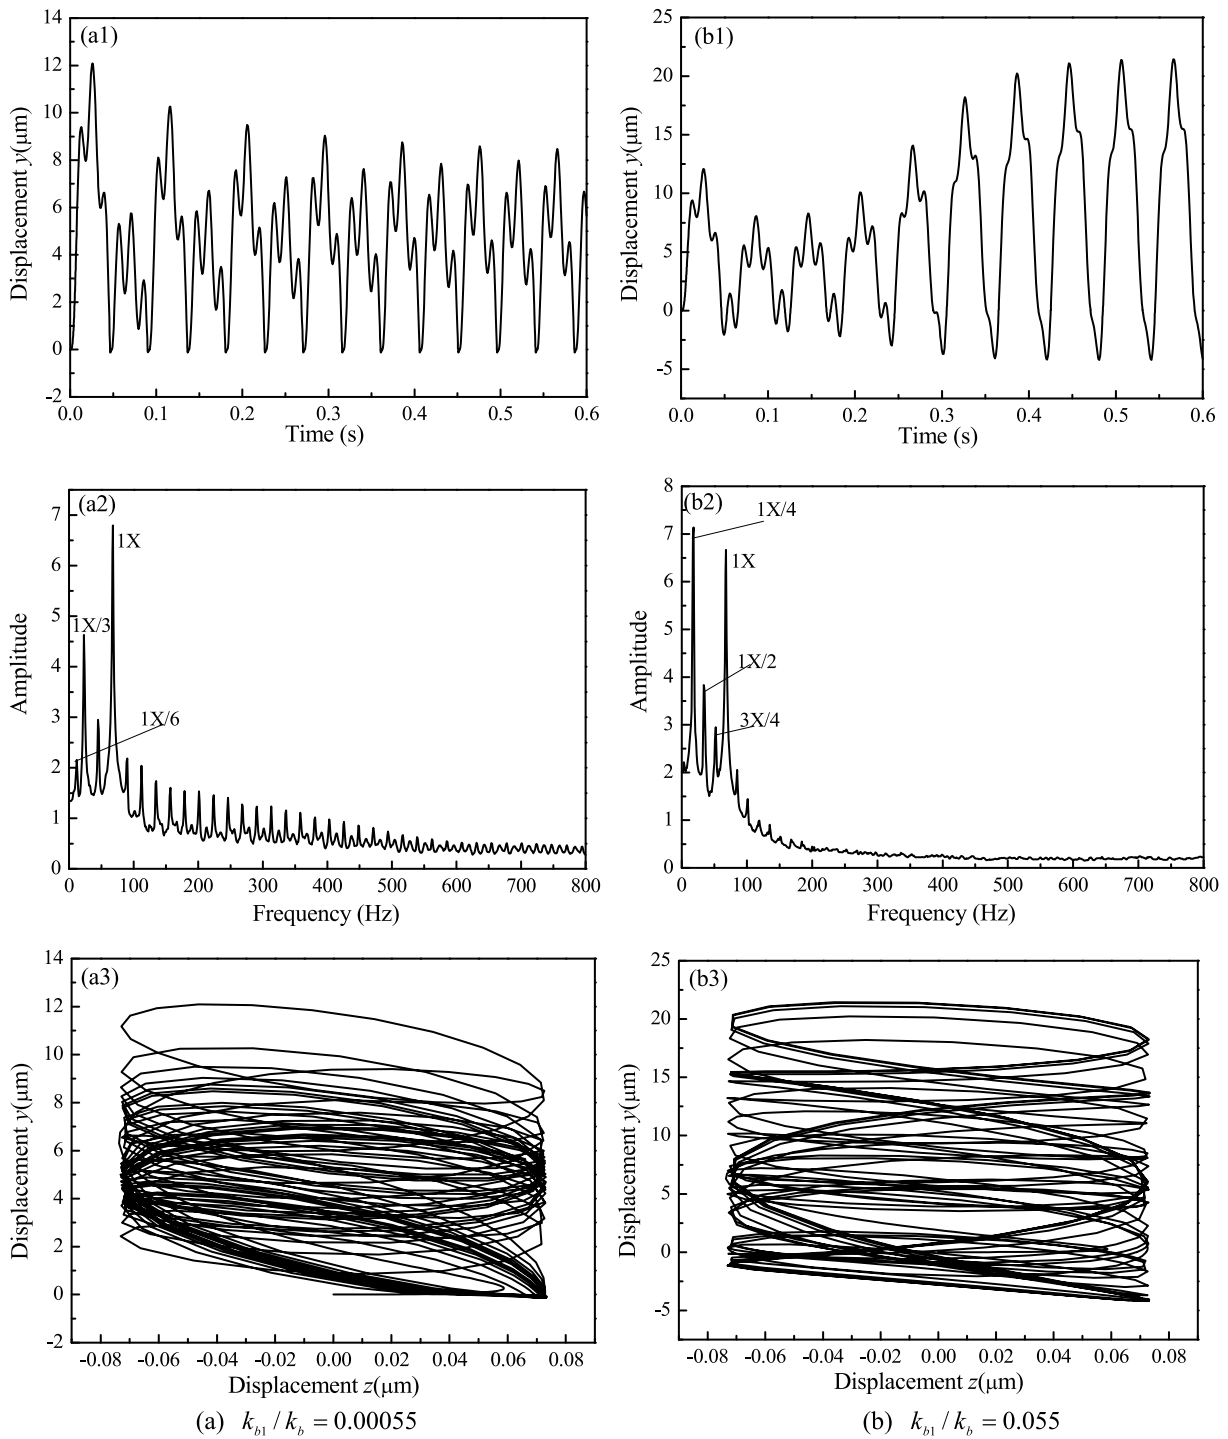 (a1)
14
12
10
8
6
4
2
0
-2
Displacement y(μm)
0.0 0.1 0.2 0.3 0.4 0.5 0.6
Time (s)
(b1)
25
20
15
10
5
0
-5
Displacement y(μm)
0.0 0.1 0.2 0.3 0.4 0.5 0.6
Time (s)
(a2)
7
6
5
4
3
2
1
0
Amplitude
1X
1X/3
1X/6
0 100 200 300 400 500 600 700 800
Frequency (Hz)
(b2)
8
7
6
5
4
3
2
1
0
Amplitude
1X/4
1X
1X/2
3X/4
0 100 200 300 400 500 600 700 800
Frequency (Hz)
(a3)
14
12
10
8
6
4
2
0
-2
Displacement y(μm)
-0.08 -0.06 -0.04 -0.02 0.00 0.02 0.04 0.06 0.08
Displacement z(μm)
(b3)
25
20
15
10
5
0
-5
Displacement y(μm)
-0.08 -0.06 -0.04 -0.02 0.00 0.02 0.04 0.06 0.08
Displacement z(μm)
(a) k_{b1} / k_b = 0.00055
(b) k_{b1} / k_b = 0.055